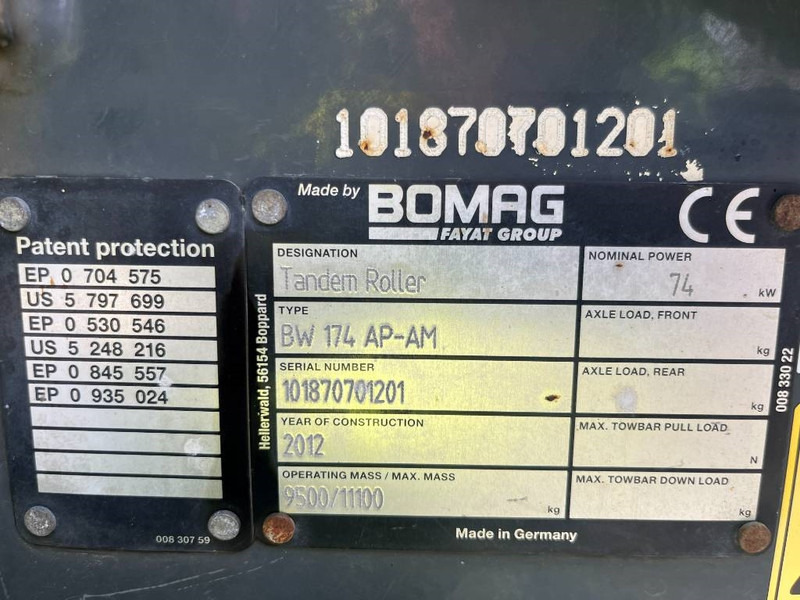 101870701201
Patent protection
EP 0 704 575
US 5 797 699
EP 0 530 546
US 5 248 216
EP 0 845 557
EP 0 935 024
008 307 59
Made by BOMAG
FAYAT GROUP
CE
Hellerwald, 56154 Boppard
DESIGNATION
Tandem Roller
NOMINAL POWER
74 kW
TYPE
BW 174 AP-AM
AXLE LOAD, FRONT
kg
SERIAL NUMBER
101870701201
AXLE LOAD, REAR
kg
YEAR OF CONSTRUCTION
2012
MAX. TOWBAR PULL LOAD
N
OPERATING MASS / MAX. MASS
9500/11100 kg
MAX. TOWBAR DOWN LOAD
kg
Made in Germany
008 330 22